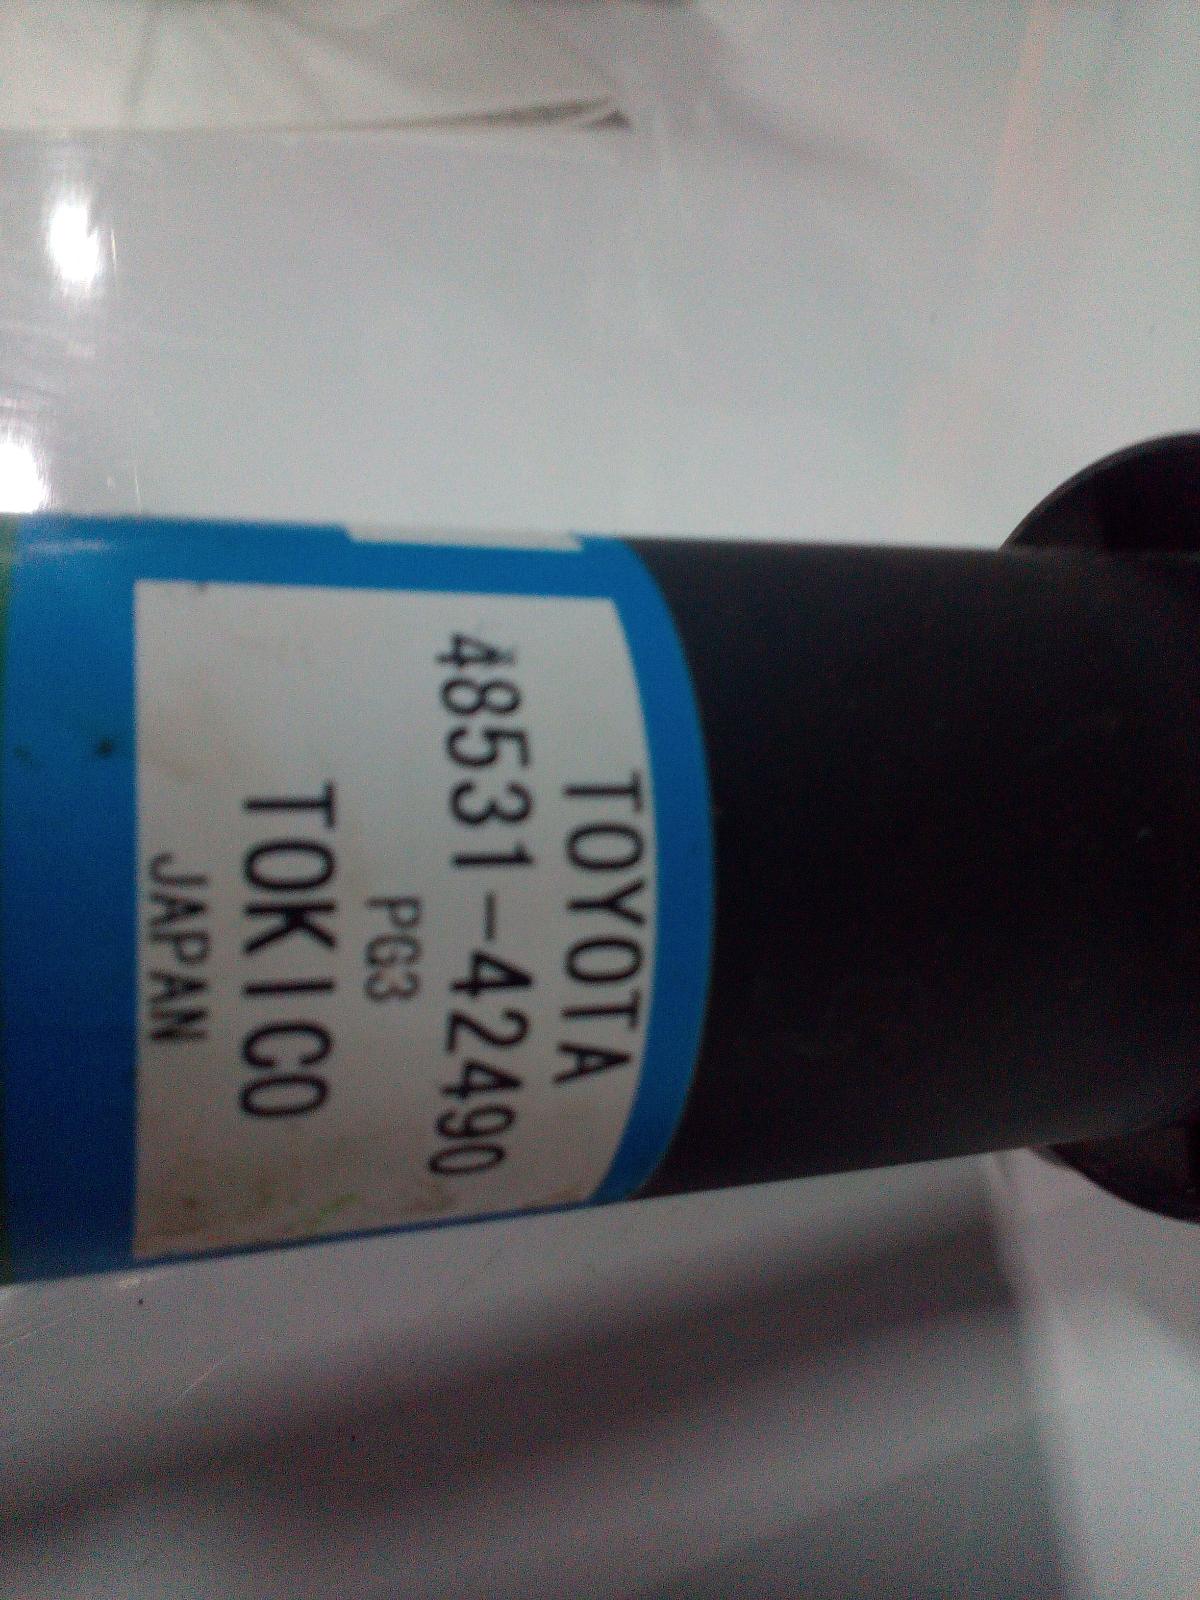 TOYOTA
48531-42490
PG3
TOKICO
JAPAN